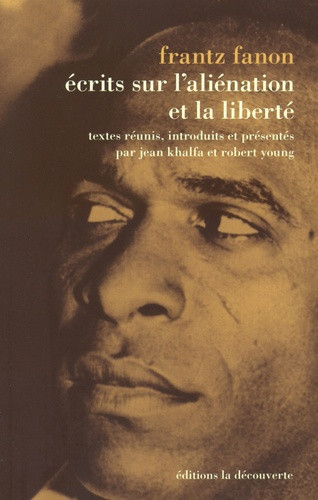 frantz fanon
écrits sur l'aliénation
et la liberté
textes réunis, introduits et présentés
par jean khalfa et robert young
éditions la découverte